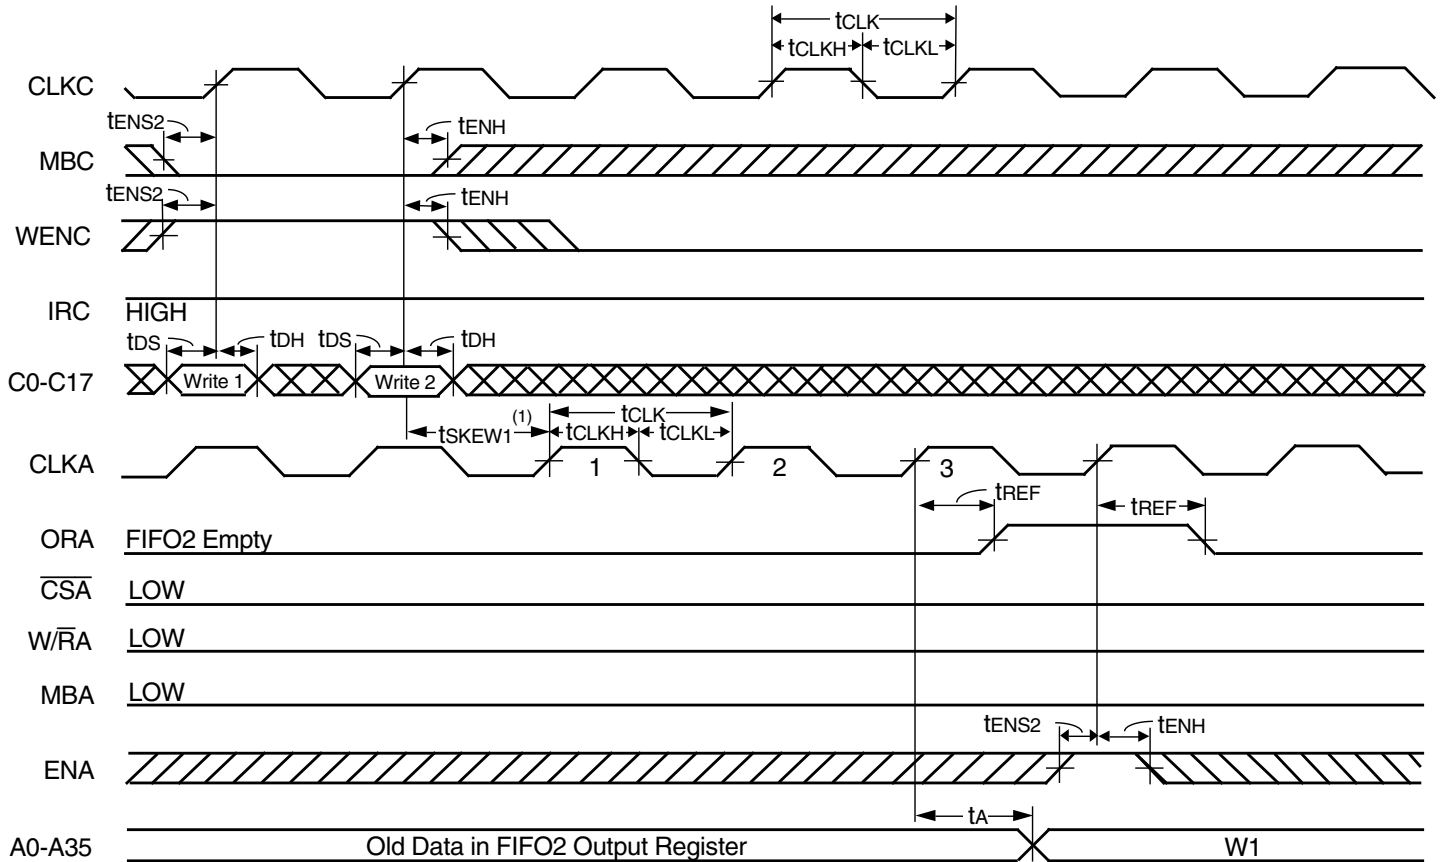 tCLK
tCLKH tCLKL
CLKC
tENS2 tENH
MBC
tENS2 tENH
WENC
IRC HIGH
tDS tDH tDS tDH
C0-C17 Write 1 Write 2
tSKEW1(1) tCLK
tCLKH tCLKL
CLKA 1 2 3
tREF tREF
ORA FIFO2 Empty
CSA LOW
W/RA LOW
MBA LOW
tENS2 tENH
ENA
tA
A0-A35 Old Data in FIFO2 Output Register W1